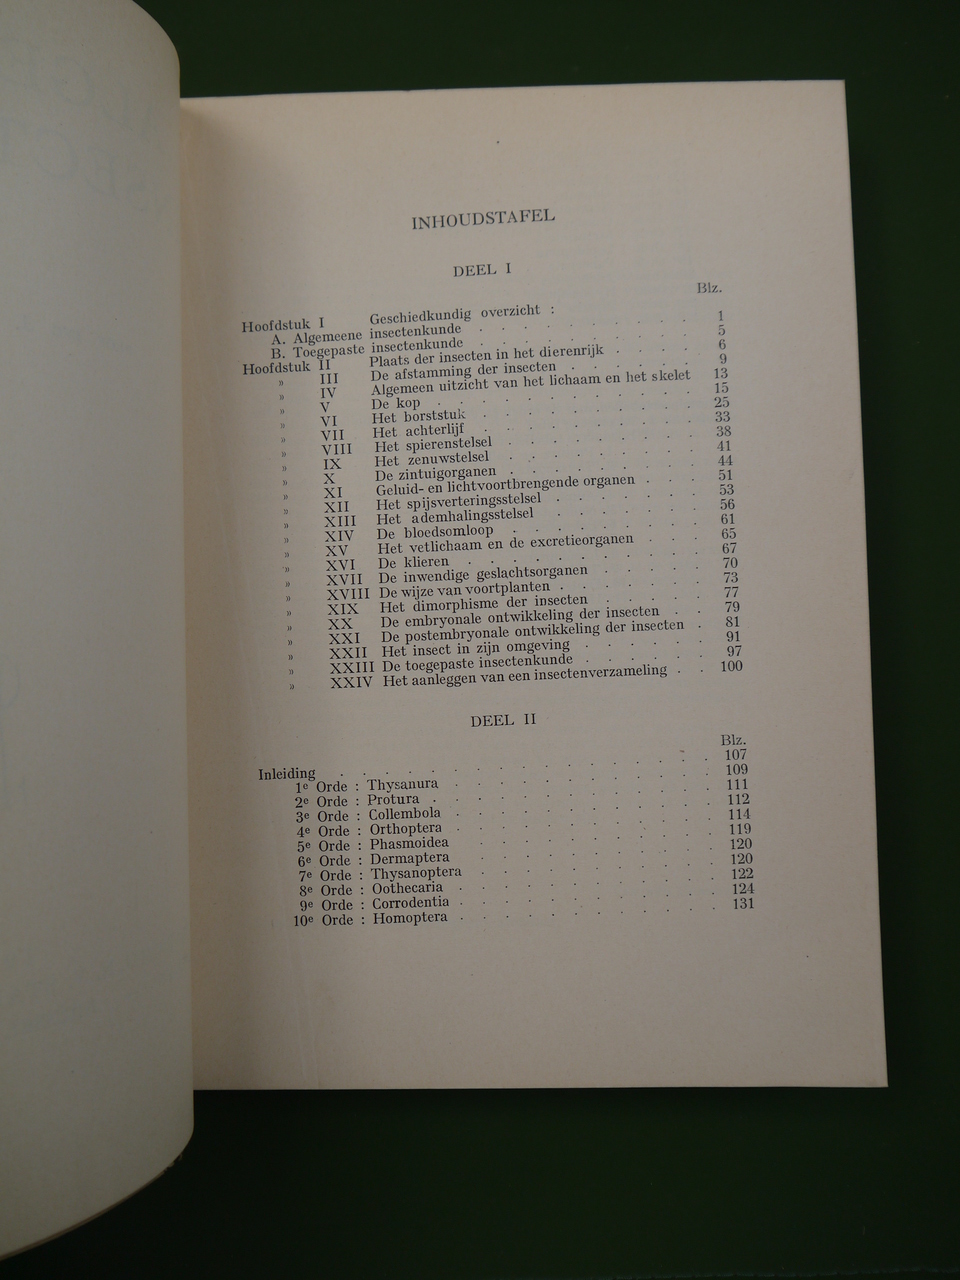 INHOUDSTAFEL
DEEL I
Blz.
Hoofdstuk I Geschiedkundig overzicht :
A. Algemeene insectenkunde . . . . . . . 1
B. Toegepaste insectenkunde . . . . . . . 5
Hoofdstuk II Plaats der insecten in het dierenrijk . . . . 6
» III De afstamming der insecten . . . . . 9
» IV Algemeen uitzicht van het lichaam en het skelet 13
» V De kop . . . . . . . . . . 15
» VI Het borststuk . . . . . . . . 25
» VII Het achterlijf . . . . . . . . 33
» VIII Het spierenstelsel . . . . . . . 38
» IX Het zenuwstelsel . . . . . . . 41
» X De zintuigorganen . . . . . . . 44
» XI Geluid- en lichtvoortbrengende organen . . . 51
» XII Het spijsverteringsstelsel . . . . . . 53
» XIII Het ademhalingsstelsel . . . . . . 56
» XIV De bloedsomloop . . . . . . . 61
» XV Het vetlichaam en de excretieorganen . . . 65
» XVI De klieren . . . . . . . . . 67
» XVII De inwendige geslachtsorganen . . . . . 70
» XVIII De wijze van voortplanten . . . . . . 73
» XIX Het dimorphisme der insecten . . . . . 77
» XX De embryonale ontwikkeling der insecten . . 79
» XXI De postembryonale ontwikkeling der insecten . 81
» XXII Het insect in zijn omgeving . . . . . . 91
» XXIII De toegepaste insectenkunde . . . . . 97
» XXIV Het aanleggen van een insectenverzameling . . 100
DEEL II
Blz.
Inleiding . . . . . . . . . . . . . . . . . 107
1e Orde : Thysanura . . . . . . . . . . . . 109
2e Orde : Protura . . . . . . . . . . . . . 111
3e Orde : Collembola . . . . . . . . . . . . 112
4e Orde : Orthoptera . . . . . . . . . . . . 114
5e Orde : Phasmoidea . . . . . . . . . . . 119
6e Orde : Dermaptera . . . . . . . . . . . 120
7e Orde : Thysanoptera . . . . . . . . . . . 120
8e Orde : Oothecaria . . . . . . . . . . . . 122
9e Orde : Corrodentia . . . . . . . . . . . . 124
10e Orde : Homoptera . . . . . . . . . . . . 131